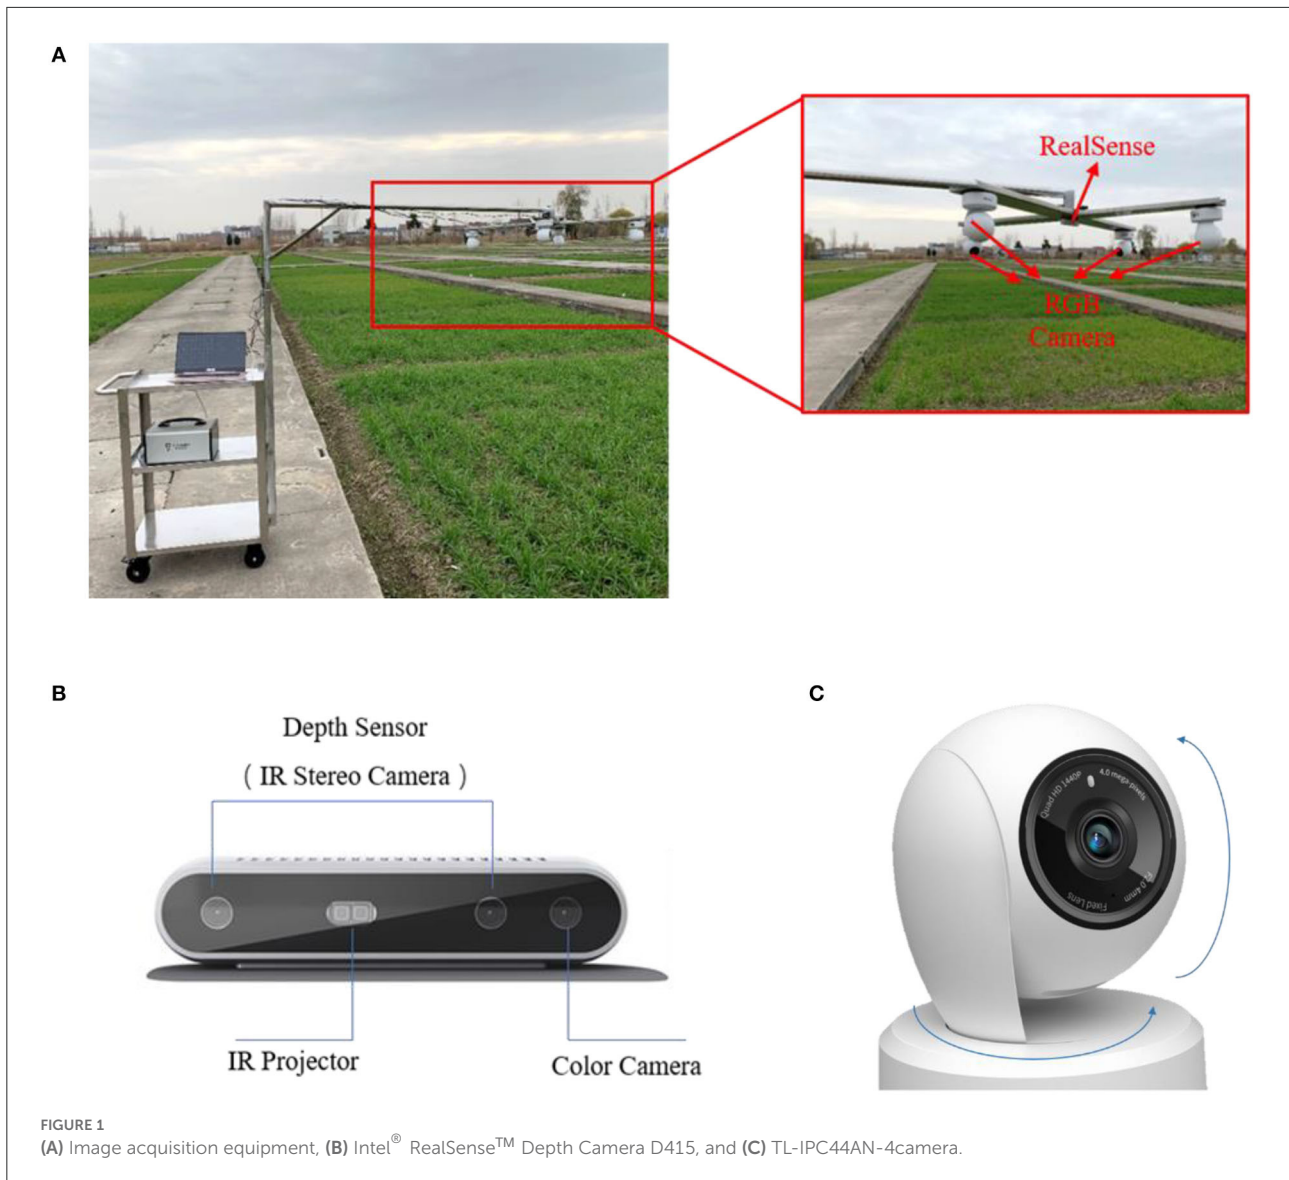 A
RealSense
RGB
Camera
B
Depth Sensor
( IR Stereo Camera )
IR Projector
Color Camera
C
Quad HD 1440P
4.0 mega-pixels
Fixed Lens
FIGURE 1
(A) Image acquisition equipment, (B) Intel® RealSense™ Depth Camera D415, and (C) TL-IPC44AN-4camera.